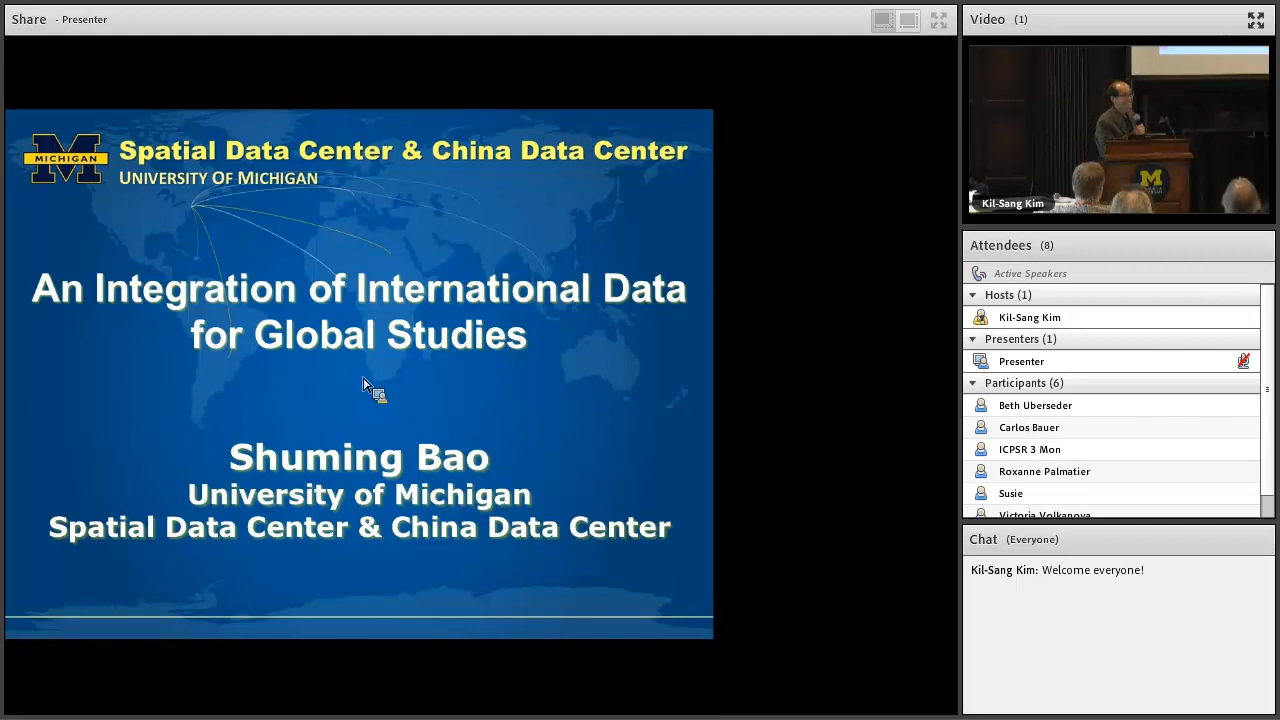 Share - Presenter
MICHIGAN
Spatial Data Center & China Data Center
UNIVERSITY OF MICHIGAN
An Integration of International Data
for Global Studies
Shuming Bao
University of Michigan
Spatial Data Center & China Data Center
Video (1)
M
Kil-Sang Kim
Attendees (8)
Active Speakers
Hosts (1)
Kil-Sang Kim
Presenters (1)
Presenter
Participants (6)
Beth Uberseder
Carlos Bauer
ICPSR 3 Mon
Roxanne Palmatier
Susie
Victoria Volkanova
Chat (Everyone)
Kil-Sang Kim: Welcome everyone!